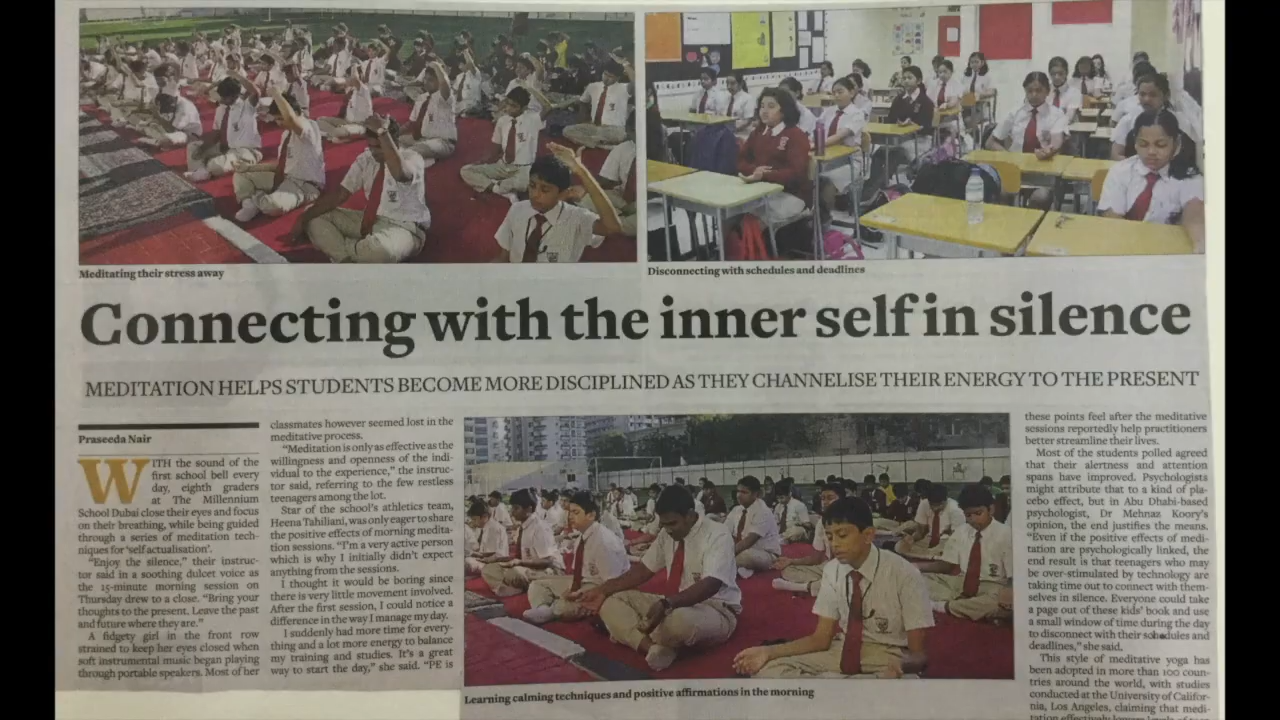 Meditating their stress away
Disconnecting with schedules and deadlines
Connecting with the inner self in silence
MEDITATION HELPS STUDENTS BECOME MORE DISCIPLINED AS THEY CHANNELISE THEIR ENERGY TO THE PRESENT
Praseeda Nair
WITH the sound of the
first school bell every
day, eighth graders
at The Millennium
School Dubai close their eyes and focus
on their breathing, while being guided
through a series of meditation tech-
niques for 'self actualisation'.
"Enjoy the silence," their instruc-
tor said in a soothing dulcet voice as
the 15-minute morning session on
Thursday drew to a close. "Bring your
thoughts to the present. Leave the past
and future where they are."
A fidgety girl in the front row
strained to keep her eyes closed when
soft instrumental music began playing
through portable speakers. Most of her
classmates however seemed lost in the
meditative process.
"Meditation is only as effective as the
willingness and openness of the indi-
vidual to the experience," the instruc-
tor said, referring to the few restless
teenagers among the lot.
Star of the school's athletics team,
Heena Tahiliani, was only eager to share
the positive effects of morning medita-
tion sessions. "I'm a very active person
which is why I initially didn't expect
anything from the sessions.
I thought it would be boring since
there is very little movement involved.
After the first session, I could notice a
difference in the way I manage my day.
I suddenly had more time for every-
thing and a lot more energy to balance
my training and studies. It's a great
way to start the day," she said. "PE is
Learning calming techniques and positive affirmations in the morning
these points feel after the meditative
sessions reportedly help practitioners
better streamline their lives.
Most of the students polled agreed
that their alertness and attention
spans have improved. Psychologists
might attribute that to a kind of pla-
cebo effect, but in Abu Dhabi-based
psychologist, Dr Mehnaz Koory's
opinion, the end justifies the means.
"Even if the positive effects of medi-
tation are psychologically linked, the
end result is that teenagers who may
be over-stimulated by technology are
taking time out to connect with them-
selves in silence. Everyone could take
a page out of these kids' book and use
a small window of time during the day
to disconnect with their schedules and
deadlines," she said.
This style of meditative yoga has
been adopted in more than 100 coun-
tries around the world, with studies
conducted at the University of Califor-
nia, Los Angeles, claiming that medi-
tation effectively lowers levels of